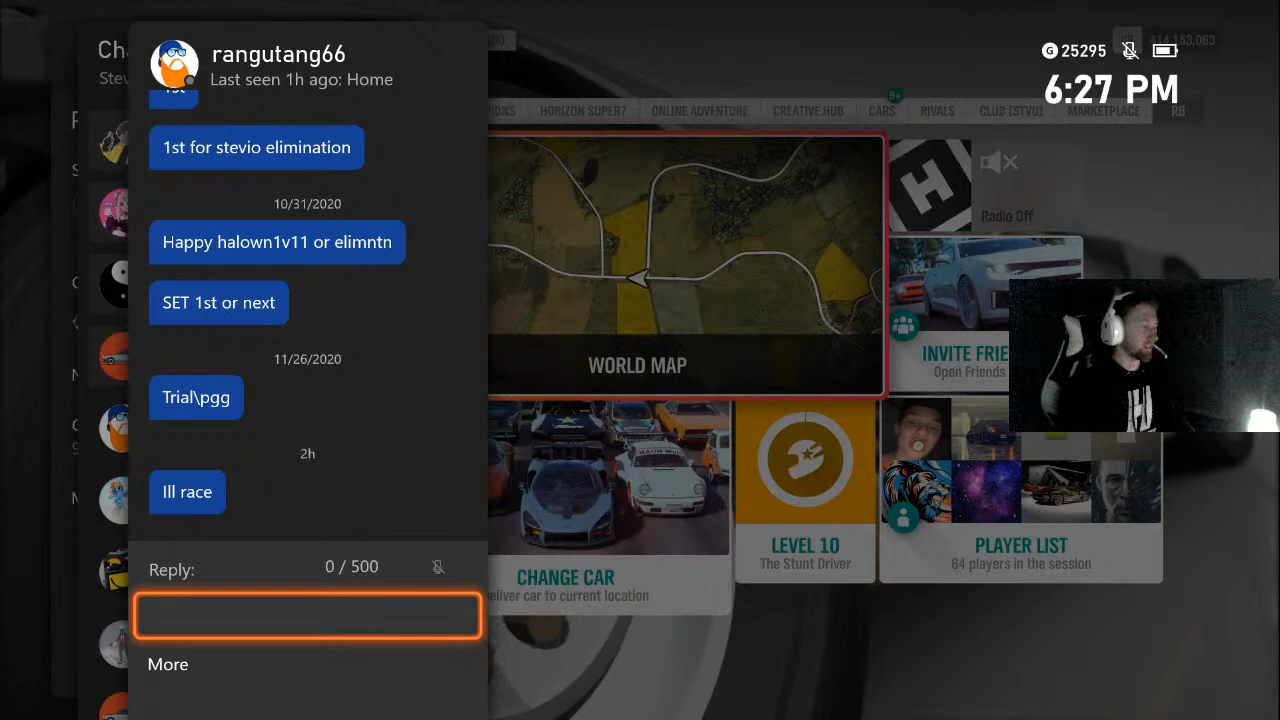 rangutang66
Last seen 1h ago: Home
1st for stevio elimination
10/31/2020
Happy halown1v11 or elimntn
SET 1st or next
11/26/2020
Trial\pgg
2h
Ill race
Reply:
0 / 500
More
25295
6:27 PM
HORIZON SUPER7
ONLINE ADVENTURE
CREATIVE HUB
CARS
RIVALS
CLUB [STVO]
MARKETPLACE
RB
WORLD MAP
Radio Off
INVITE FRIE
Open Friends
CHANGE CAR
eliver car to current location
LEVEL 10
The Stunt Driver
PLAYER LIST
64 players in the session